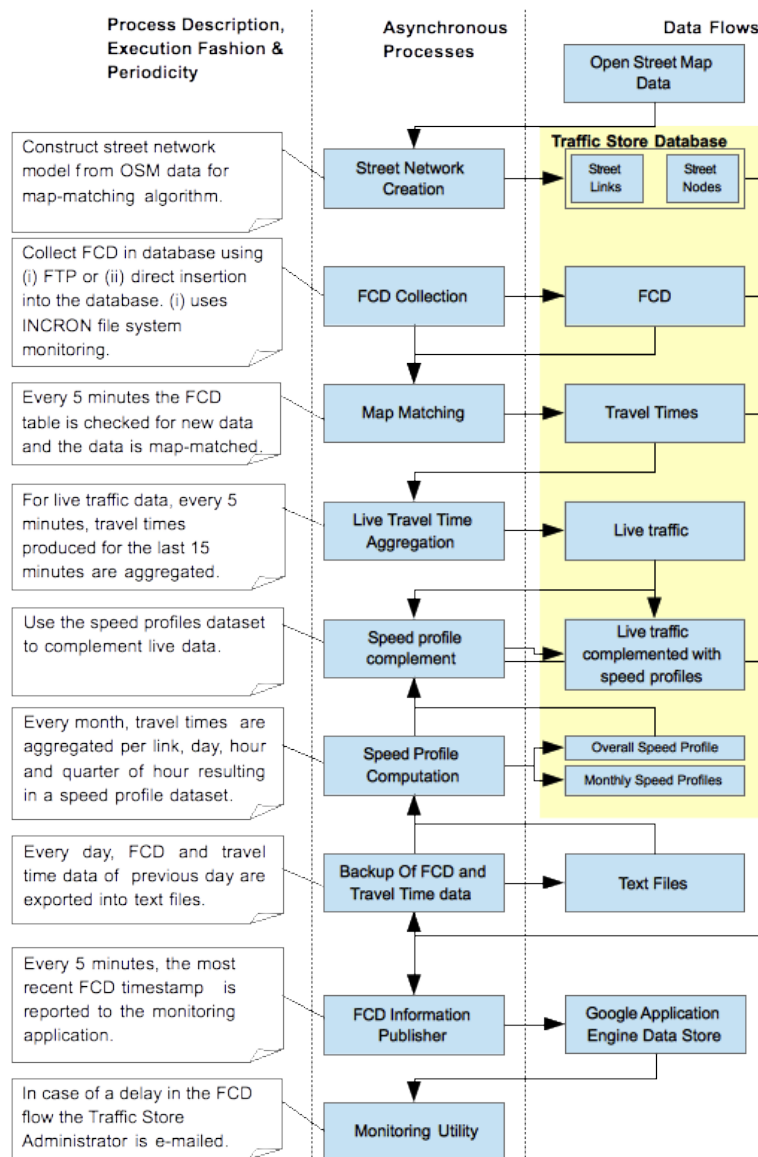 Process Description,
Execution Fashion &
Periodicity
Asynchronous
Processes
Data Flows
Open Street Map
Data
Construct street network
model from OSM data for
map-matching algorithm.
Street Network
Creation
Traffic Store Database
Street
Links
Street
Nodes
Collect FCD in database using
(i) FTP or (ii) direct insertion
into the database. (i) uses
INCRON file system
monitoring.
FCD Collection
FCD
Every 5 minutes the FCD
table is checked for new data
and the data is map-matched.
Map Matching
Travel Times
For live traffic data, every 5
minutes, travel times
produced for the last 15
minutes are aggregated.
Live Travel Time
Aggregation
Live traffic
Use the speed profiles dataset
to complement live data.
Speed profile
complement
Live traffic
complemented with
speed profiles
Every month, travel times are
aggregated per link, day, hour
and quarter of hour resulting
in a speed profile dataset.
Speed Profile
Computation
Overall Speed Profile
Monthly Speed Profiles
Every day, FCD and travel
time data of previous day are
exported into text files.
Backup Of FCD and
Travel Time data
Text Files
Every 5 minutes, the most
recent FCD timestamp is
reported to the monitoring
application.
FCD Information
Publisher
Google Application
Engine Data Store
In case of a delay in the FCD
flow the Traffic Store
Administrator is e-mailed.
Monitoring Utility